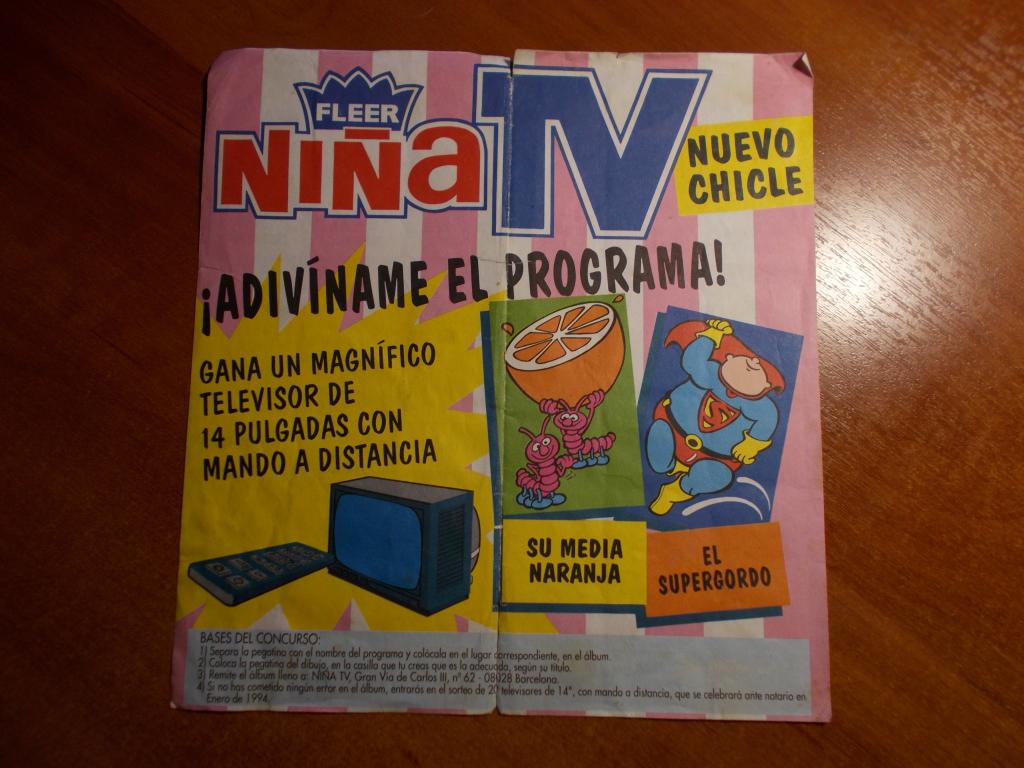 FLEER
NIÑa TV
NUEVO
CHICLE
¡ADIVÍNAME EL PROGRAMA!
GANA UN MAGNÍFICO
TELEVISOR DE
14 PULGADAS CON
MANDO A DISTANCIA
S
SU MEDIA
NARANJA
EL
SUPERGORDO
BASES DEL CONCURSO:
1) Separa la pegatina con el nombre del programa y colócala en el lugar correspondiente, en el álbum.
2) Coloca la pegatina del dibujo, en la casilla que tu creas que es la adecuada, según su título.
3) Remite el álbum lleno a: NIÑA TV, Gran Via de Carlos III, nº 62 - 08028 Barcelona.
4) Si no has cometido ningún error en el álbum, entrarás en el sorteo de 20 televisores de 14", con mando a distancia, que se celebrará ante notario en
Enero de 1994.